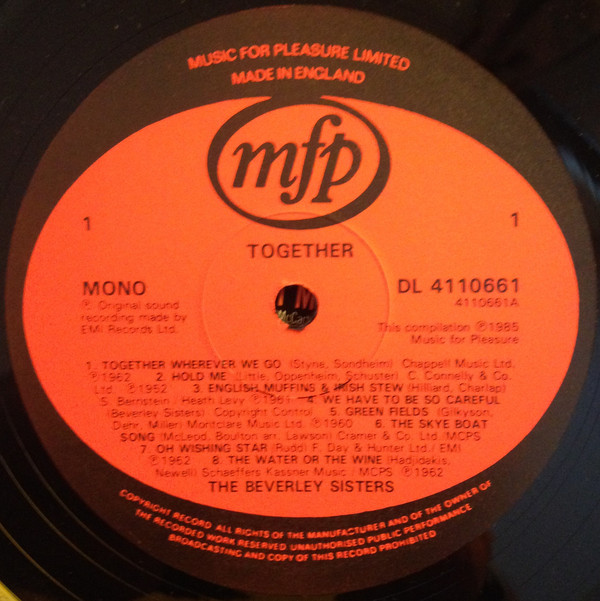 MUSIC FOR PLEASURE LIMITED
MADE IN ENGLAND
mfp
1
1
TOGETHER
MONO
DL 4110661
4110661A
℗ Original sound
recording made by
EMI Records Ltd.
This compilation ℗1985
Music for Pleasure
1. TOGETHER WHEREVER WE GO (Styne, Sondheim) Chappell Music Ltd.
℗1962 2. HOLD ME (Little, Oppenheim, Schuster) C. Connelly & Co.
Ltd ℗1962 3. ENGLISH MUFFINS & IRISH STEW (Hilliard, Charlap)
S. Bernstein / Heath Levy ℗1961 4. WE HAVE TO BE SO CAREFUL
(Beverley Sisters) Copyright Control 5. GREEN FIELDS (Gilkyson,
Dehr, Miller) Montclare Music Ltd. ℗1960 6. THE SKYE BOAT
SONG (McLeod, Boulton arr. Lawson) Cramer & Co. Ltd / MCPS
7. OH WISHING STAR (Rudd) F. Day & Hunter Ltd / EMI
℗1962 8. THE WATER OR THE WINE (Hadjidakis,
Newell) Schaeffers Kassner Music / MCPS ℗1962
THE BEVERLEY SISTERS
COPYRIGHT RECORD ALL RIGHTS OF THE MANUFACTURER AND OF THE OWNER OF
THE RECORDED WORK RESERVED UNAUTHORISED PUBLIC PERFORMANCE
BROADCASTING AND COPY OF THIS RECORD PROHIBITED